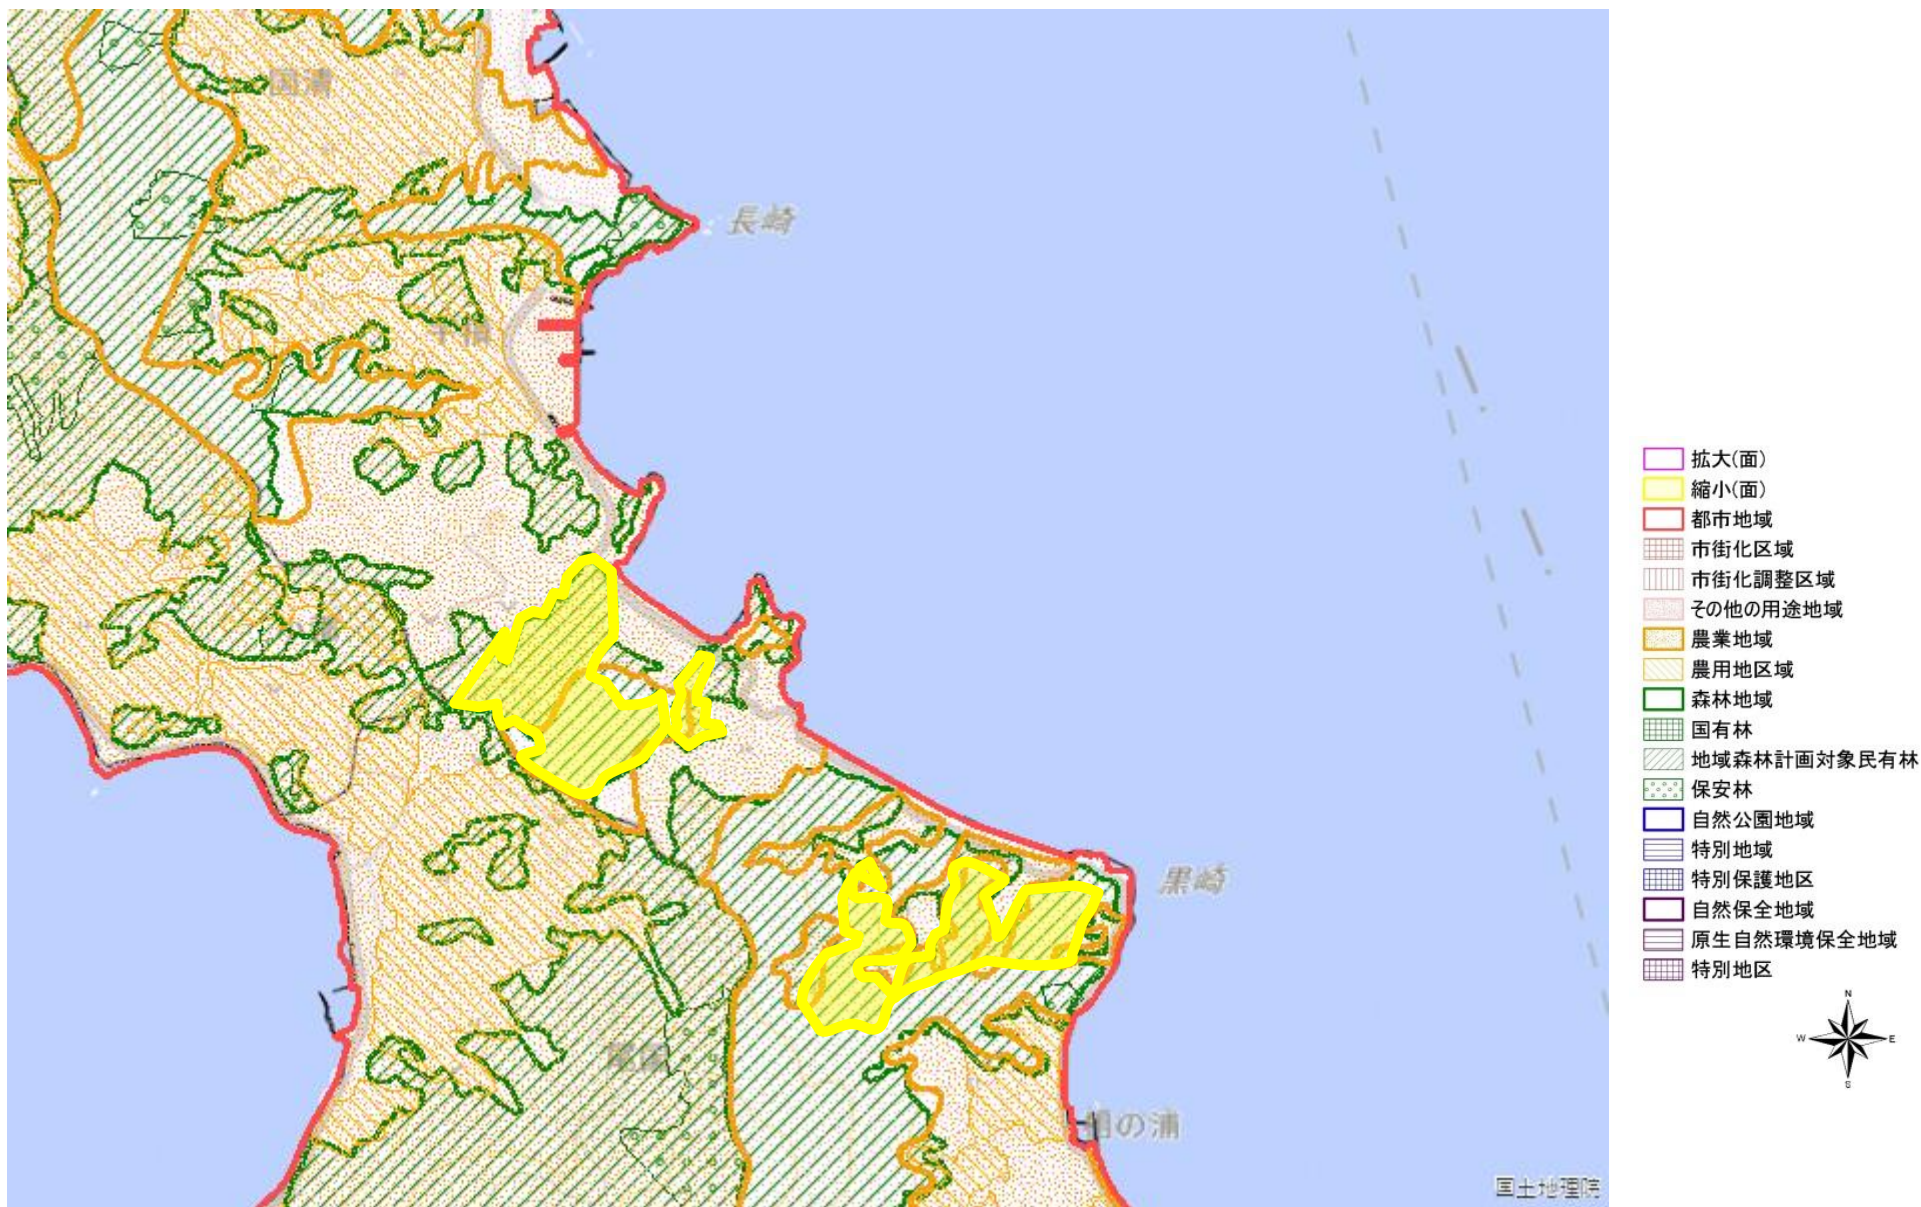 長崎
黒崎
の浦
国土地理院
拡大(面)
縮小(面)
都市地域
市街化区域
市街化調整区域
その他の用途地域
農業地域
農用地区域
森林地域
国有林
地域森林計画対象民有林
保安林
自然公園地域
特別地域
特別保護地区
自然保全地域
原生自然環境保全地域
特別地区
N
W E
S